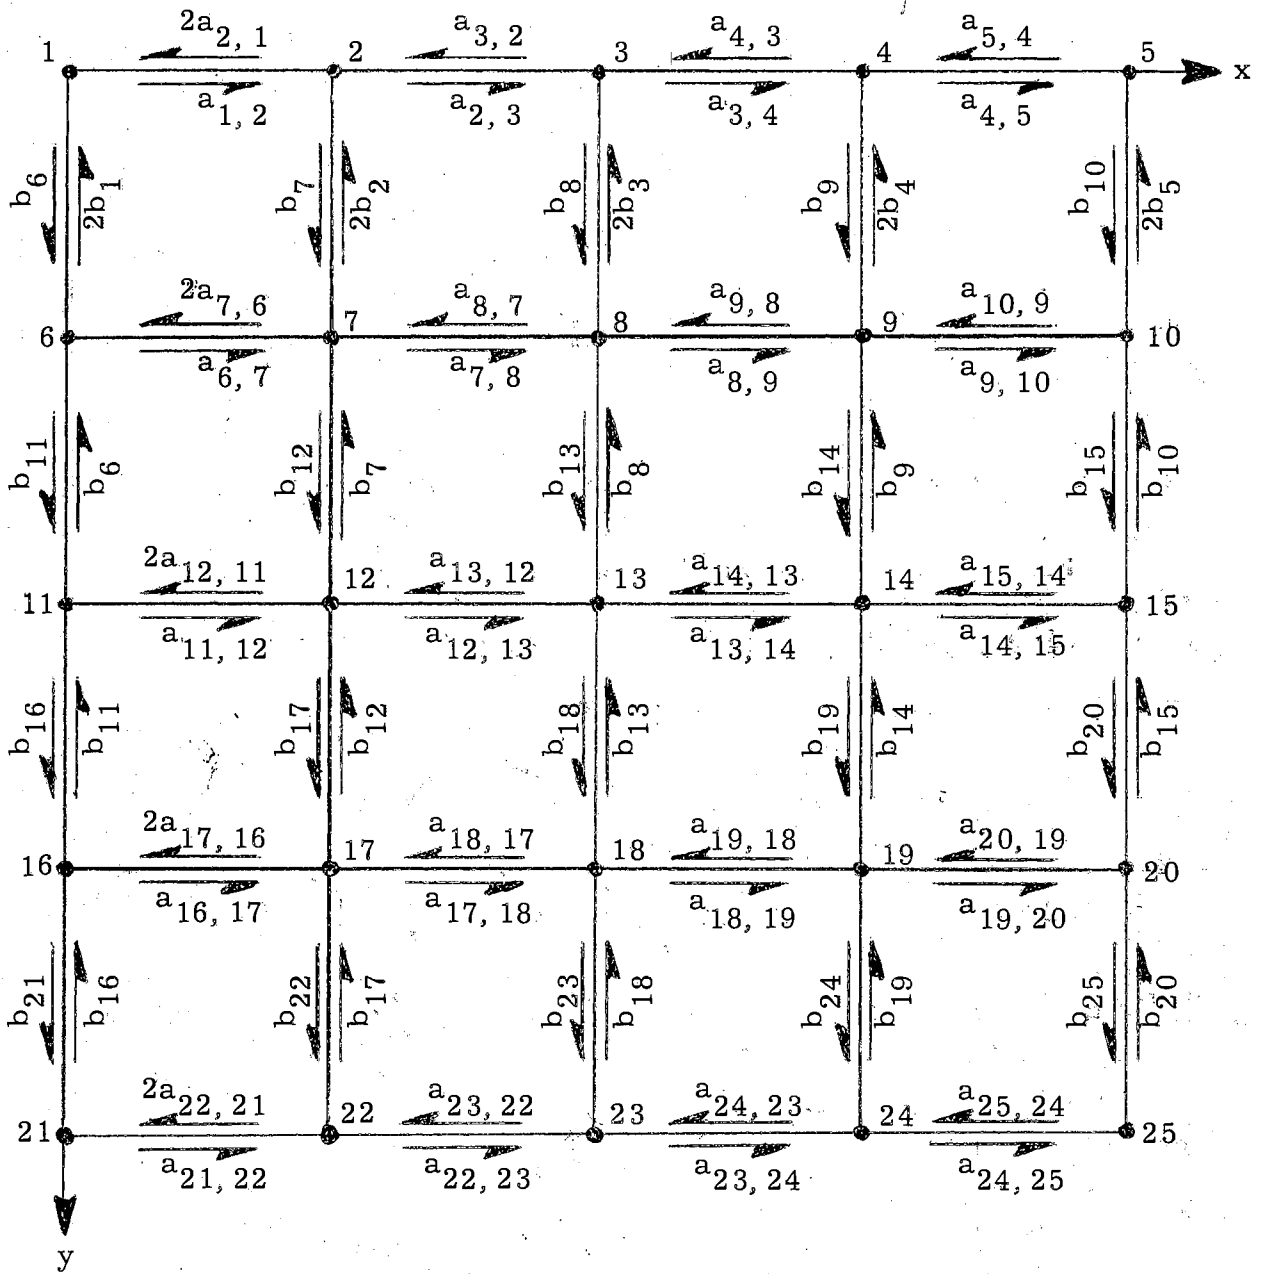 2a2, 1 a3, 2 a4, 3 a5, 4
1 2 3 4 5 x
a1, 2 a2, 3 a3, 4 a4, 5
b6 2b1 b7 2b2 b8 2b3 b9 2b4 b10 2b5
2a7, 6 a8, 7 a9, 8 a10, 9
6 7 8 9 10
a6, 7 a7, 8 a8, 9 a9, 10
b11 b6 b12 b7 b13 b8 b14 b9 b15 b10
2a12, 11 a13, 12 a14, 13 a15, 14
11 12 13 14 15
a11, 12 a12, 13 a13, 14 a14, 15
b16 b11 b17 b12 b18 b13 b19 b14 b20 b15
2a17, 16 a18, 17 a19, 18 a20, 19
16 17 18 19 20
a16, 17 a17, 18 a18, 19 a19, 20
b21 b16 b22 b17 b23 b18 b24 b19 b25 b20
2a22, 21 a23, 22 a24, 23 a25, 24
21 22 23 24 25
a21, 22 a22, 23 a23, 24 a24, 25
y